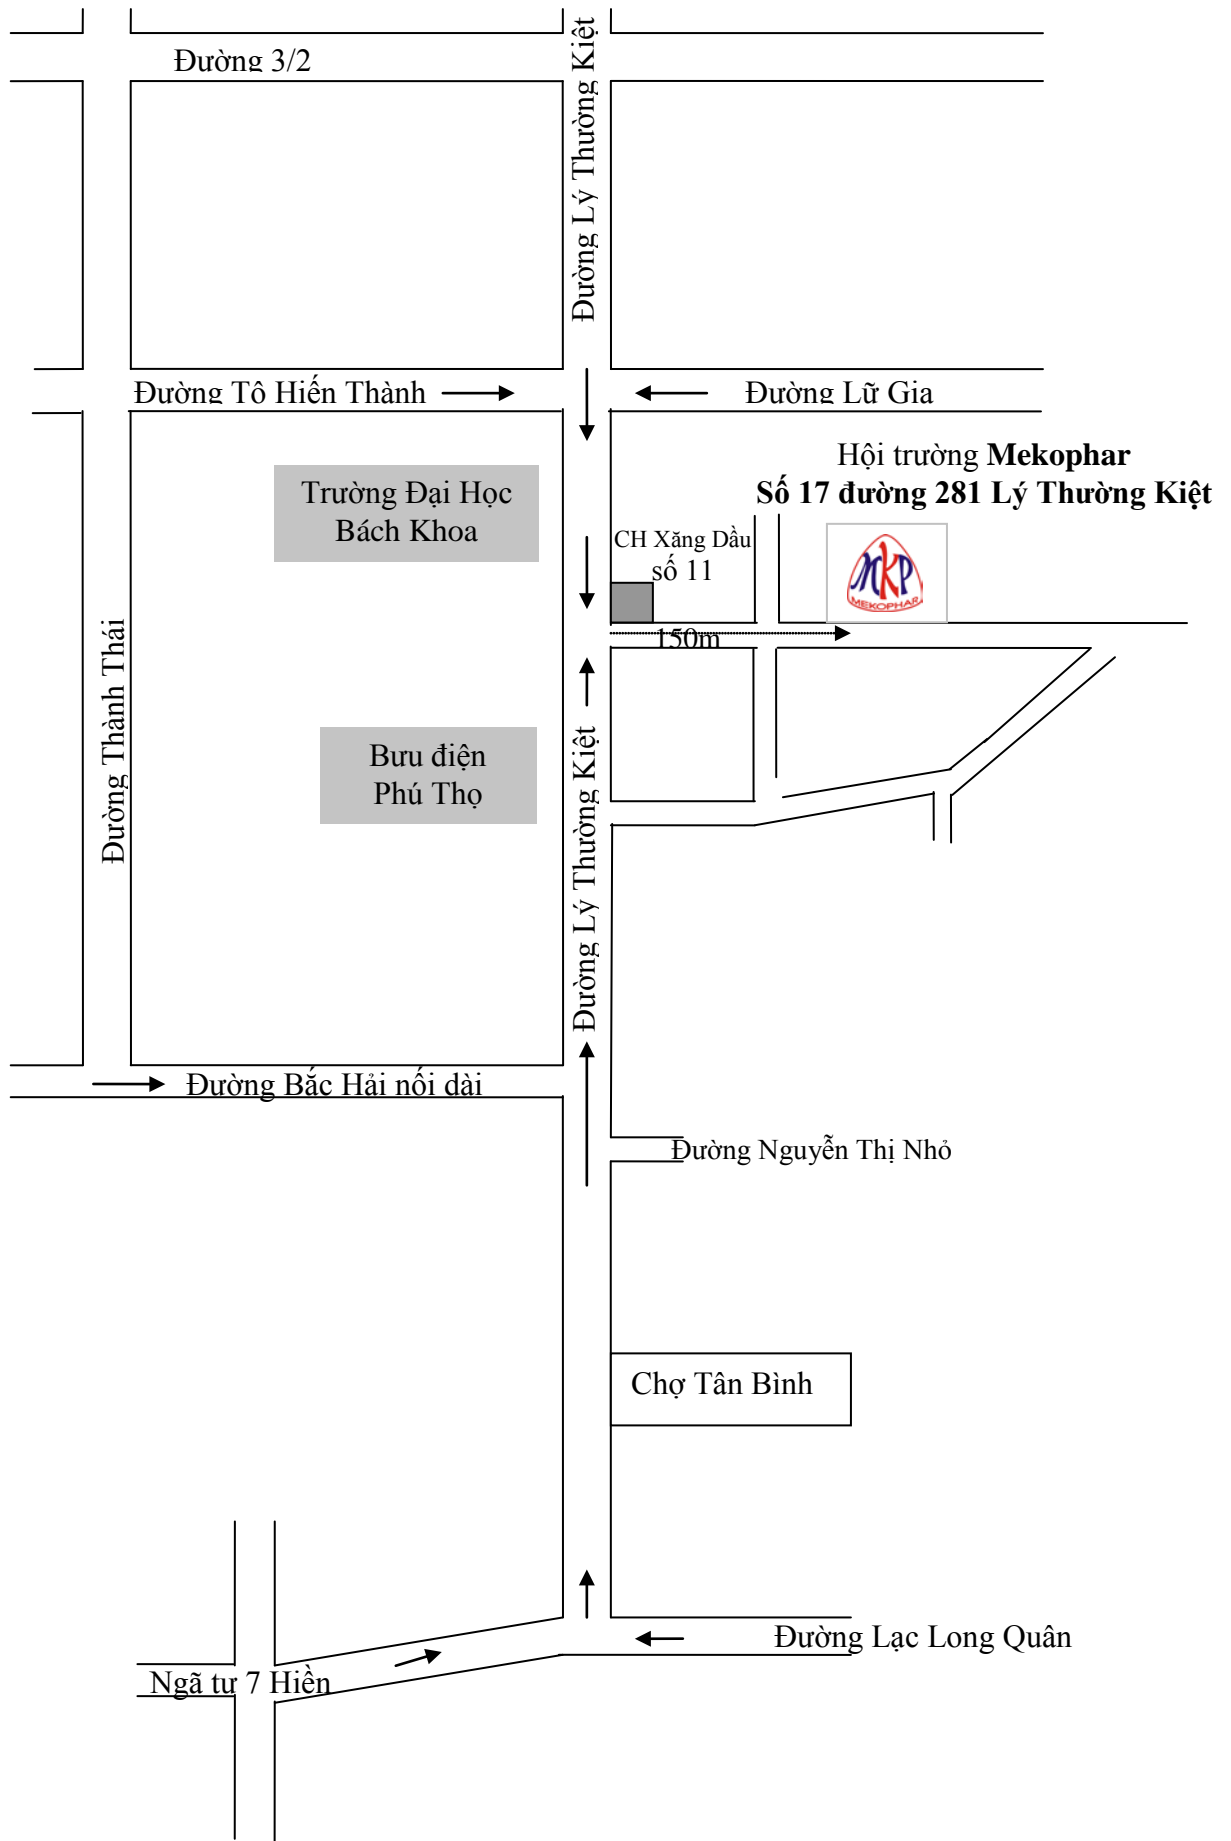 Đường 3/2
Đường Lý Thường Kiệt
Đường Tô Hiến Thành
Đường Lữ Gia
Hội trường Mekophar
Số 17 đường 281 Lý Thường Kiệt
Trường Đại Học
Bách Khoa
CH Xăng Dầu
số 11
MKP
MEKOPHAR
150m
Đường Thành Thái
Bưu điện
Phú Thọ
Đường Lý Thường Kiệt
Đường Bắc Hải nối dài
Đường Nguyễn Thị Nhỏ
Chợ Tân Bình
Đường Lạc Long Quân
Ngã tư 7 Hiền